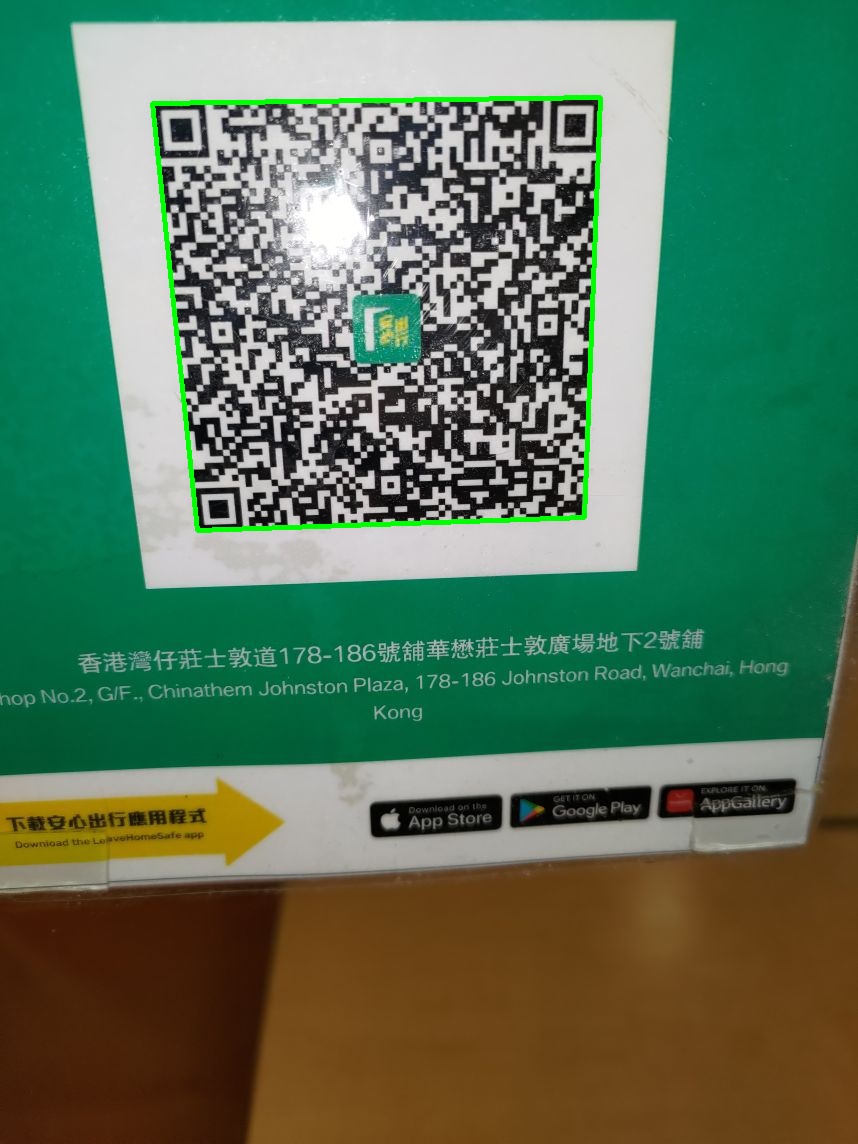 香港灣仔莊士敦道178-186號舖華懋莊士敦廣場地下2號舖
hop No.2, G/F., Chinathem Johnston Plaza, 178-186 Johnston Road, Wanchai, Hong
Kong
下載安心出行應用程式
Download the LeaveHomeSafe app
Download on the
App Store
GET IT ON
Google Play
EXPLORE IT ON
AppGallery